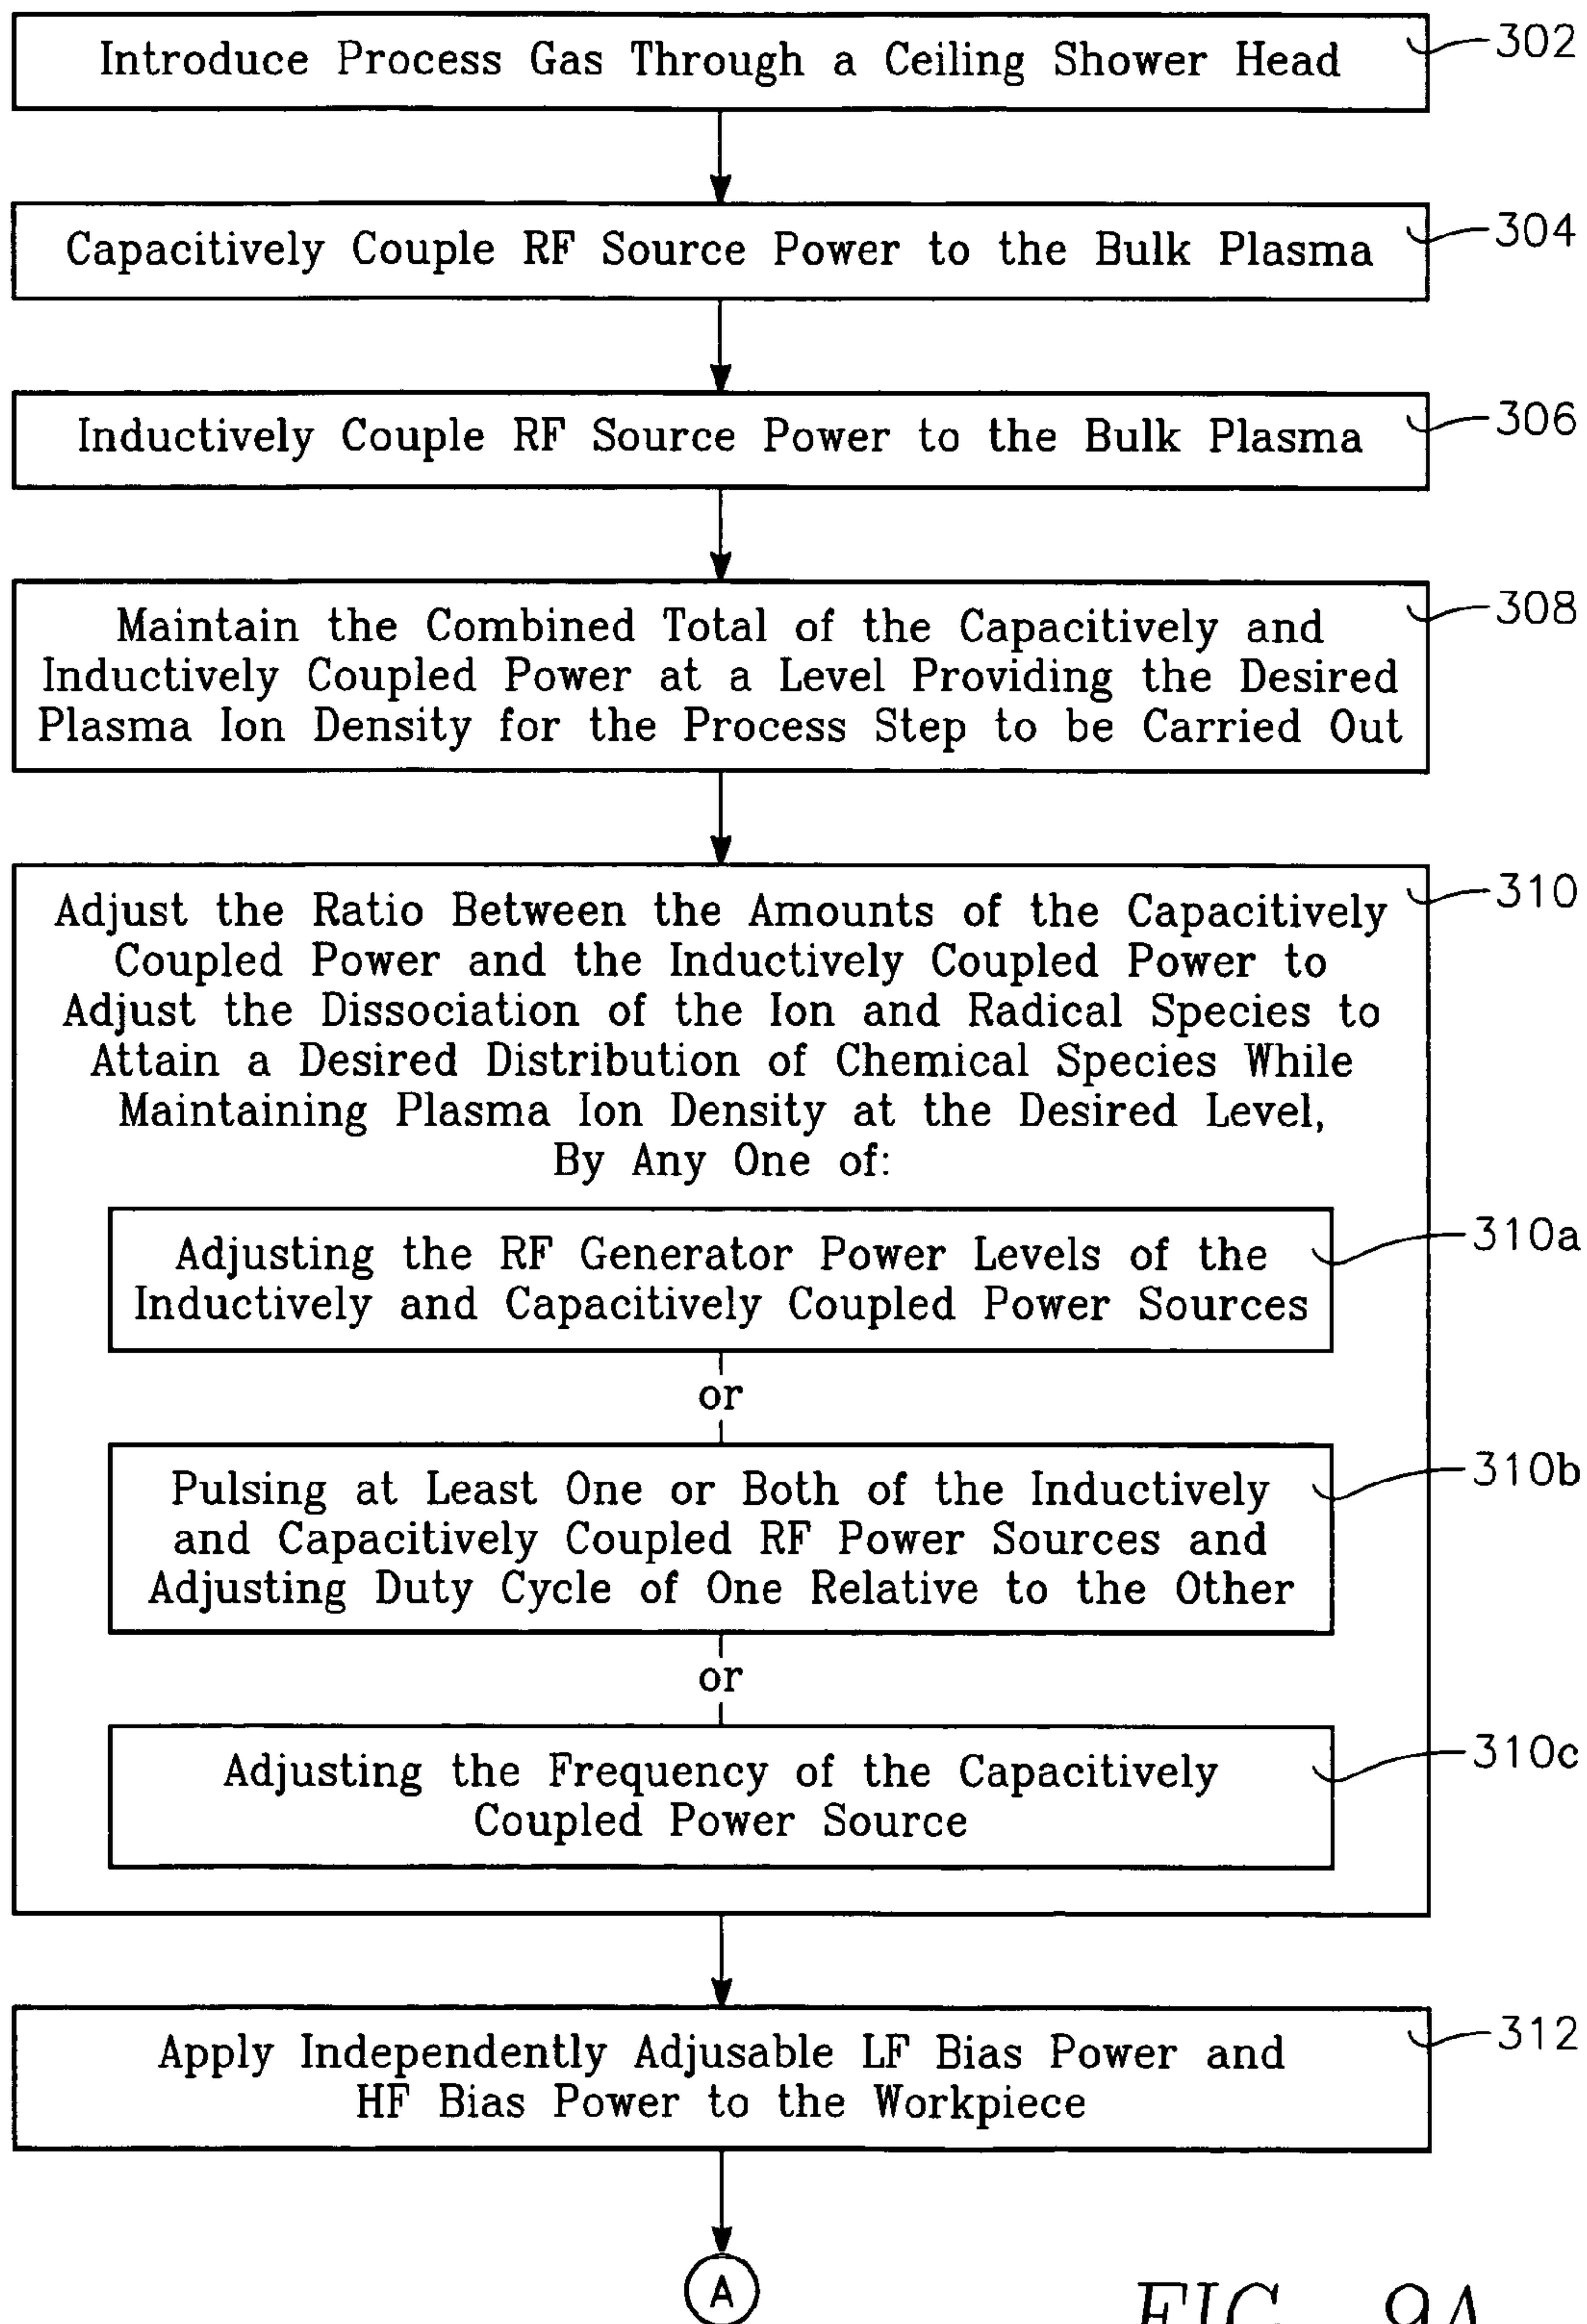 Introduce Process Gas Through a Ceiling Shower Head
302
Capacitively Couple RF Source Power to the Bulk Plasma
304
Inductively Couple RF Source Power to the Bulk Plasma
306
Maintain the Combined Total of the Capacitively and
Inductively Coupled Power at a Level Providing the Desired
Plasma Ion Density for the Process Step to be Carried Out
308
Adjust the Ratio Between the Amounts of the Capacitively
Coupled Power and the Inductively Coupled Power to
Adjust the Dissociation of the Ion and Radical Species to
Attain a Desired Distribution of Chemical Species While
Maintaining Plasma Ion Density at the Desired Level,
By Any One of:
310
Adjusting the RF Generator Power Levels of the
Inductively and Capacitively Coupled Power Sources
310a
or
Pulsing at Least One or Both of the Inductively
and Capacitively Coupled RF Power Sources and
Adjusting Duty Cycle of One Relative to the Other
310b
or
Adjusting the Frequency of the Capacitively
Coupled Power Source
310c
Apply Independently Adjusable LF Bias Power and
HF Bias Power to the Workpiece
312
A
FIG. 9A